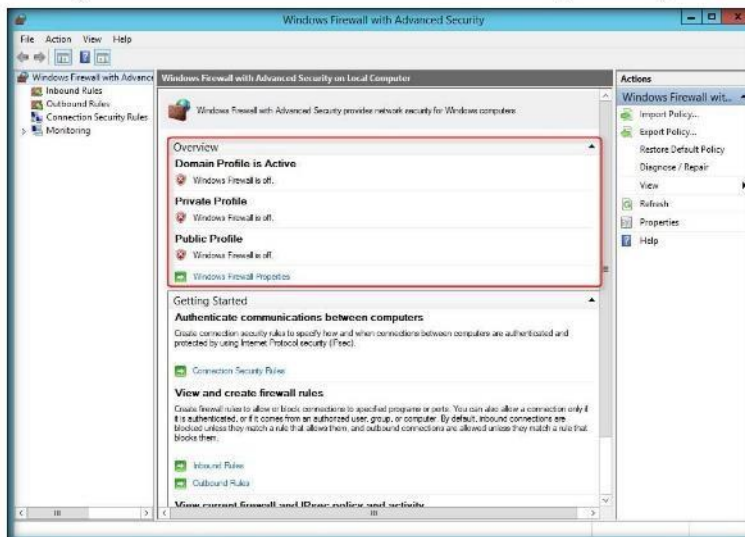 Windows Firewall with Advanced Security
File Action View Help
Windows Firewall with Advance
Inbound Rules
Outbound Rules
Connection Security Rules
Monitoring
Windows Firewall with Advanced Security on Local Computer
Windows Firewall with Advanced Security provides network security for Windows computers.
Overview
Domain Profile is Active
Windows Firewall is off.
Private Profile
Windows Firewall is off.
Public Profile
Windows Firewall is off.
Windows Firewall Properties
Getting Started
Authenticate communications between computers
Create connection security rules to specify how and when connections between computers are authenticated and
protected by using Internet Protocol security (IPsec).
Connection Security Rules
View and create firewall rules
Create firewall rules to allow or block connections to specified programs or ports. You can also allow a connection only if
it is authenticated, or if it comes from an authorized user, group, or computer. By default, inbound connections are
blocked unless they match a rule that allows them, and outbound connections are allowed unless they match a rule that
blocks them.
Inbound Rules
Outbound Rules
View current firewall and IPsec policy and activity
Actions
Windows Firewall wit...
Import Policy...
Export Policy...
Restore Default Policy
Diagnose / Repair
View
Refresh
Properties
Help